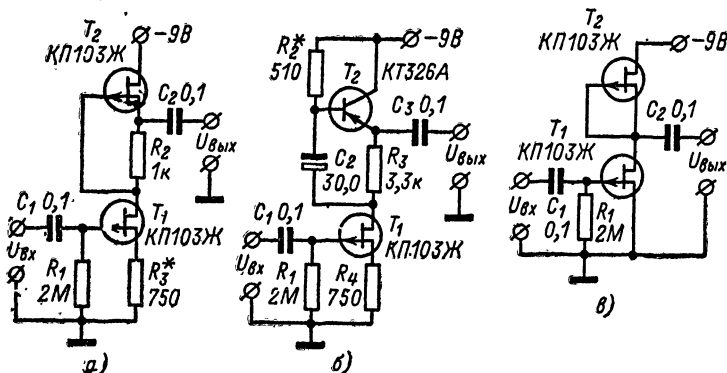 T₂
КП103Ж
-9В
C₂ 0,1
Uвых
R₂
1к
T₁
КП103Ж
C₁ 0,1
Uвх
R₁
2М
R₃*
750
а)
R₂*
510
-9В
T₂
КТ326А
C₃ 0,1
Uвых
C₂
30,0
R₃
3,3к
C₁ 0,1
T₁
КП103Ж
Uвх
R₁
2М
R₄
750
б)
T₂
КП103Ж
-9В
C₂ 0,1
Uвых
T₁
КП103Ж
Uвх
C₁
0,1
R₁
2М
в)